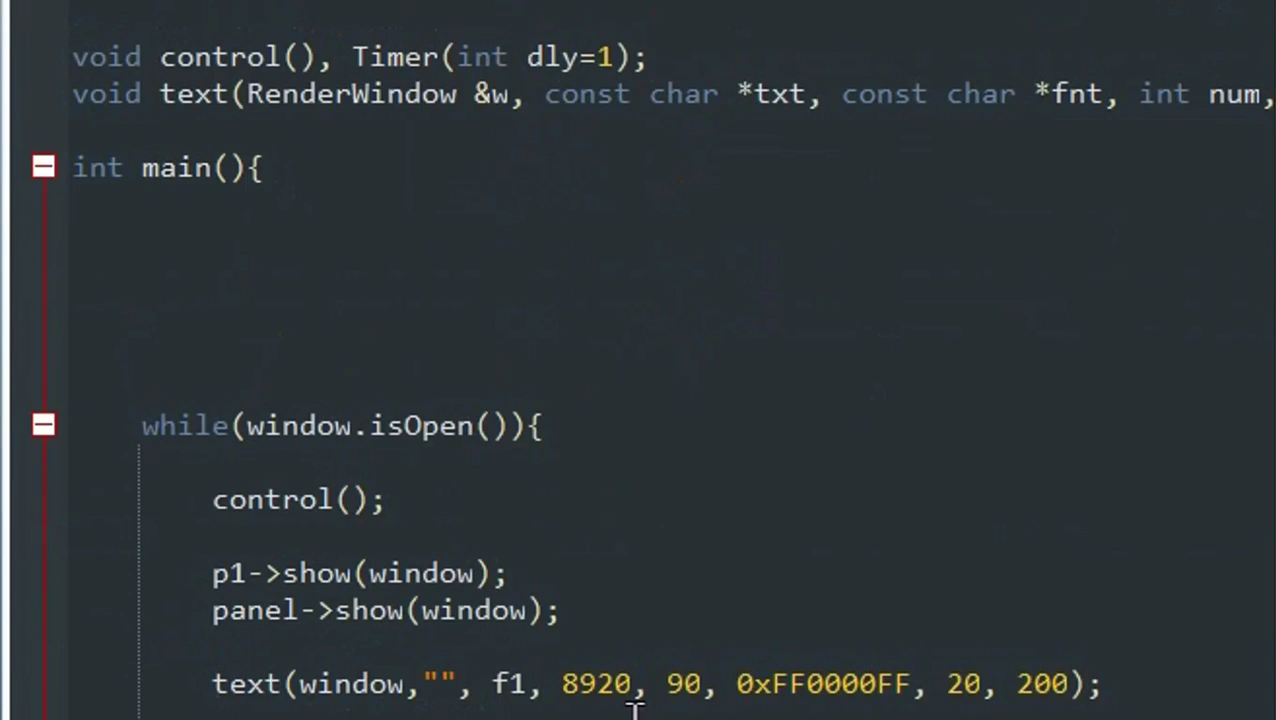 void control(), Timer(int dly=1);
void text(RenderWindow &w, const char *txt, const char *fnt, int num,
int main(){
while(window.isOpen()){
control();
p1->show(window);
panel->show(window);
text(window,"", f1, 8920, 90, 0xFF0000FF, 20, 200);